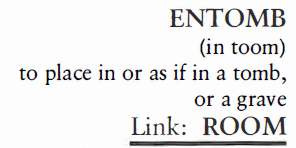 ENTOMB
(in toom)
to place in or as if in a tomb,
or a grave
Link: ROOM